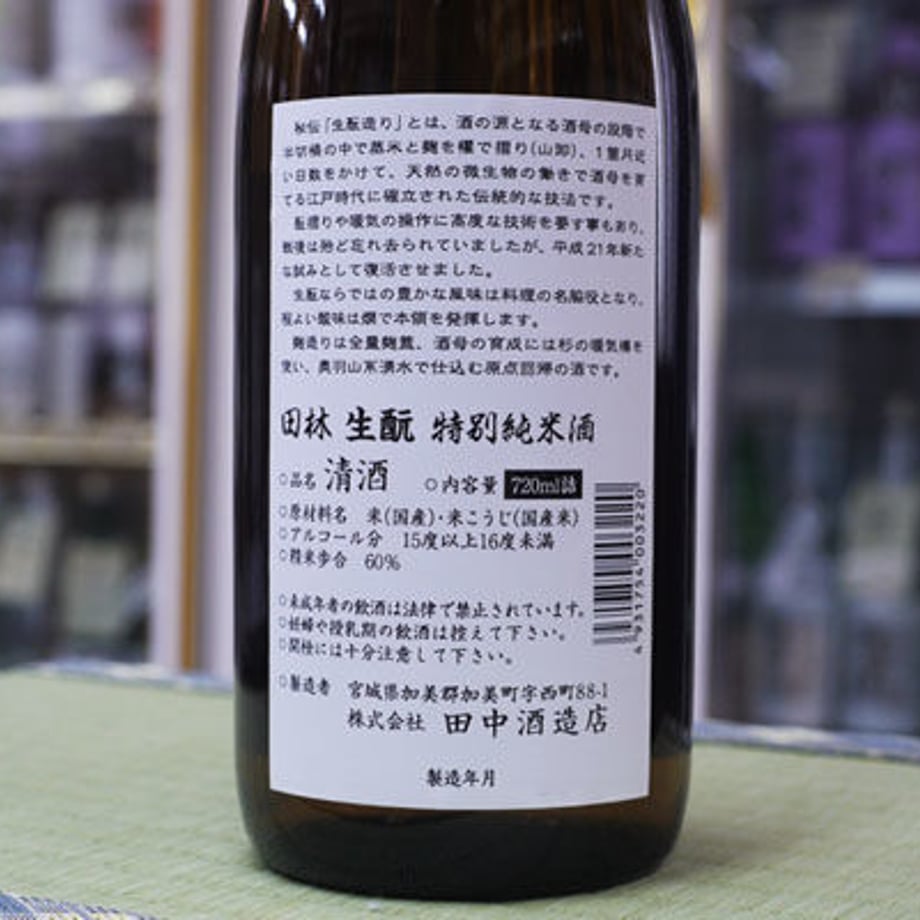 秘伝「生酛造り」とは、酒の源となる酒母の段階で
半切桶の中で蒸米と麹を櫂で摺り(山卸)、1箇月近
い日数をかけて、天然の微生物の働きで酒母を育
てる江戸時代に確立された伝統的な技法です。
酛摺りや暖気の操作に高度な技術を要す事もあり、
戦後は殆ど忘れ去られていましたが、平成21年新た
な試みとして復活させました。
生酛ならではの豊かな風味は料理の名脇役となり、
程よい酸味は燗で本領を発揮します。
麹造りは全量麹蓋、酒母の育成には杉の暖気樽を
使い、奥羽山系湧水で仕込む原点回帰の酒です。
田林 生酛 特別純米酒
○品名 清酒 ○内容量 720ml詰
○原材料名 米(国産)・米こうじ(国産米)
○アルコール分 15度以上16度未満
○精米歩合 60%
○未成年者の飲酒は法律で禁止されています。
○妊婦や授乳期の飲酒は控えて下さい。
○開栓には十分注意して下さい。
○製造者 宮城県加美郡加美町字西町88-1
株式会社 田中酒造店
製造年月
4931754003220